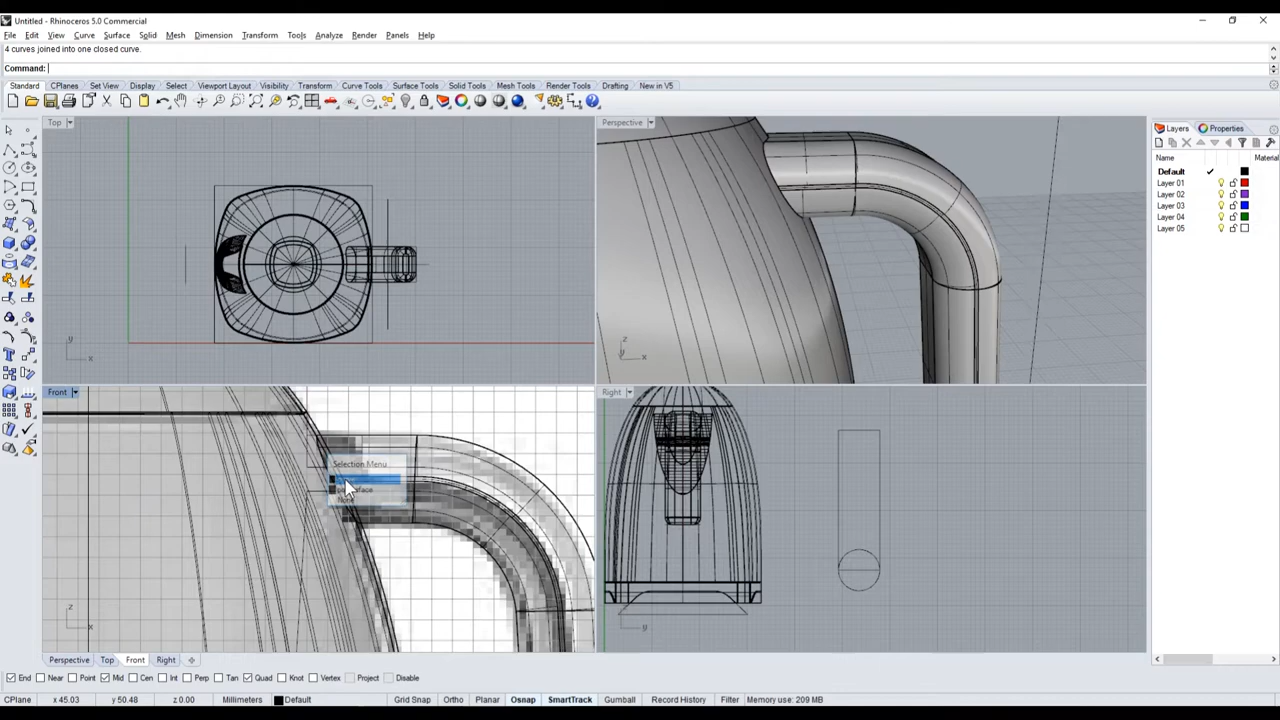 Untitled - Rhinoceros 5.0 Commercial
File Edit View Curve Surface Solid Mesh Dimension Transform Tools Analyze Render Panels Help
4 curves joined into one closed curve.
Command:
Standard CPlanes Set View Display Select Viewport Layout Visibility Transform Curve Tools Surface Tools Solid Tools Mesh Tools Render Tools Drafting New in V5
Top
Perspective
Layers Properties
Name Material
Default
Layer 01
Layer 02
Layer 03
Layer 04
Layer 05
y
x
z
y
x
Front
Right
Selection Menu
None
z
x
z
y
Perspective Top Front Right
End Near Point Mid Cen Int Perp Tan Quad Knot Vertex Project Disable
CPlane x 45.03 y 50.48 z 0.00 Millimeters Default Grid Snap Ortho Planar Osnap SmartTrack Gumball Record History Filter Memory use: 209 MB